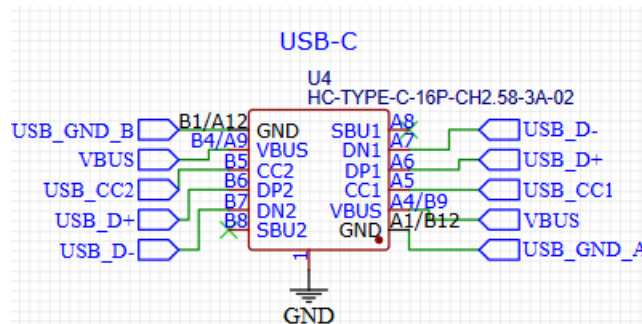 USB-C
U4
HC-TYPE-C-16P-CH2.58-3A-02
USB_GND_B B1/A12 GND SBU1 A8
VBUS B4/A9 VBUS DN1 A7 USB_D-
USB_CC2 B5 CC2 DP1 A6 USB_D+
USB_D+ B6 DP2 CC1 A5 USB_CC1
USB_D- B7 DN2 VBUS A4/B9 VBUS
B8 SBU2 GND A1/B12 USB_GND_A
1
GND